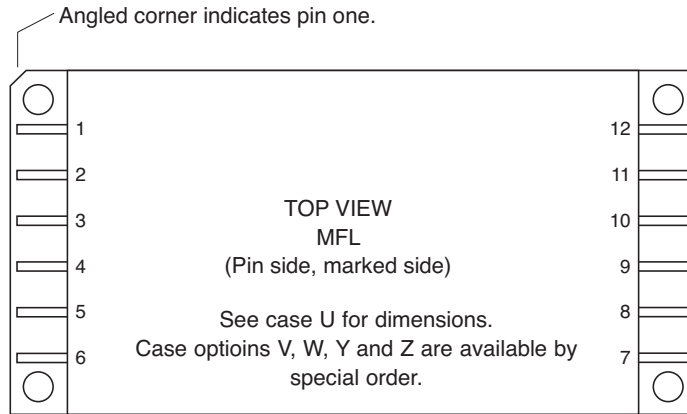 Angled corner indicates pin one.
1
12
2
11
3
10
4
9
5
8
6
7
TOP VIEW
MFL
(Pin side, marked side)
See case U for dimensions.
Case optioins V, W, Y and Z are available by
special order.